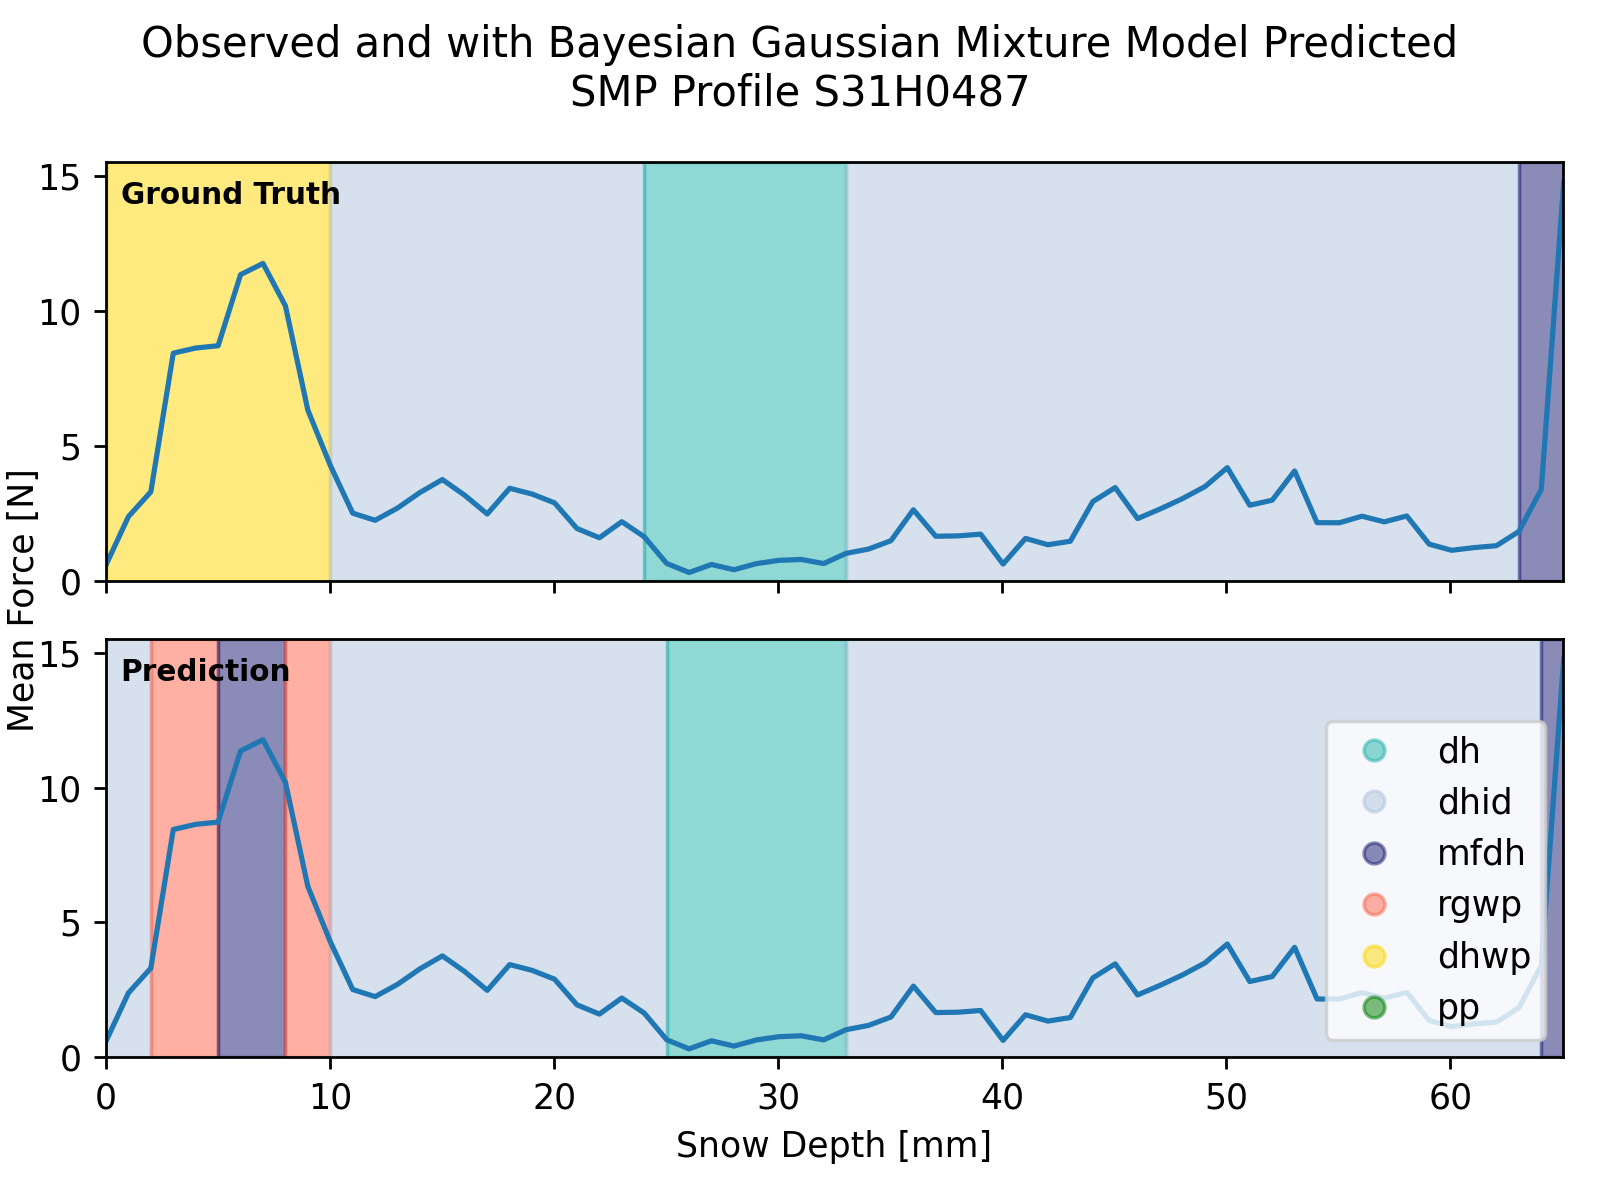 Observed and with Bayesian Gaussian Mixture Model Predicted
SMP Profile S31H0487
Mean Force [N]
15
10
5
0
Ground Truth
15
10
5
0
Prediction
dh
dhid
mfdh
rgwp
dhwp
pp
0 10 20 30 40 50 60
Snow Depth [mm]